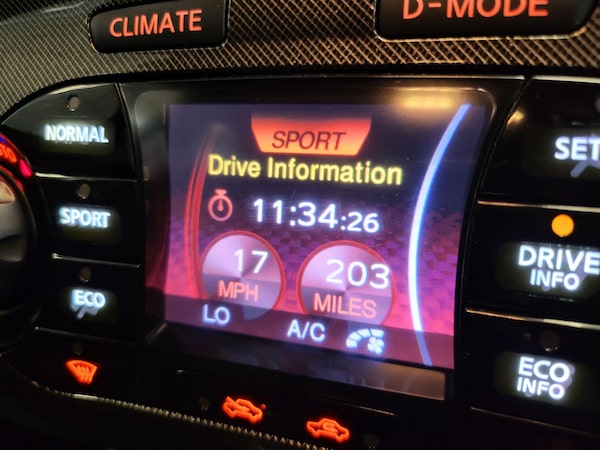 CLIMATE
D-MODE
NORMAL
SPORT
SET
Drive Information
SPORT
11:34:26
DRIVE
INFO
17
MPH
203
MILES
ECO
LO
A/C
ECO
INFO